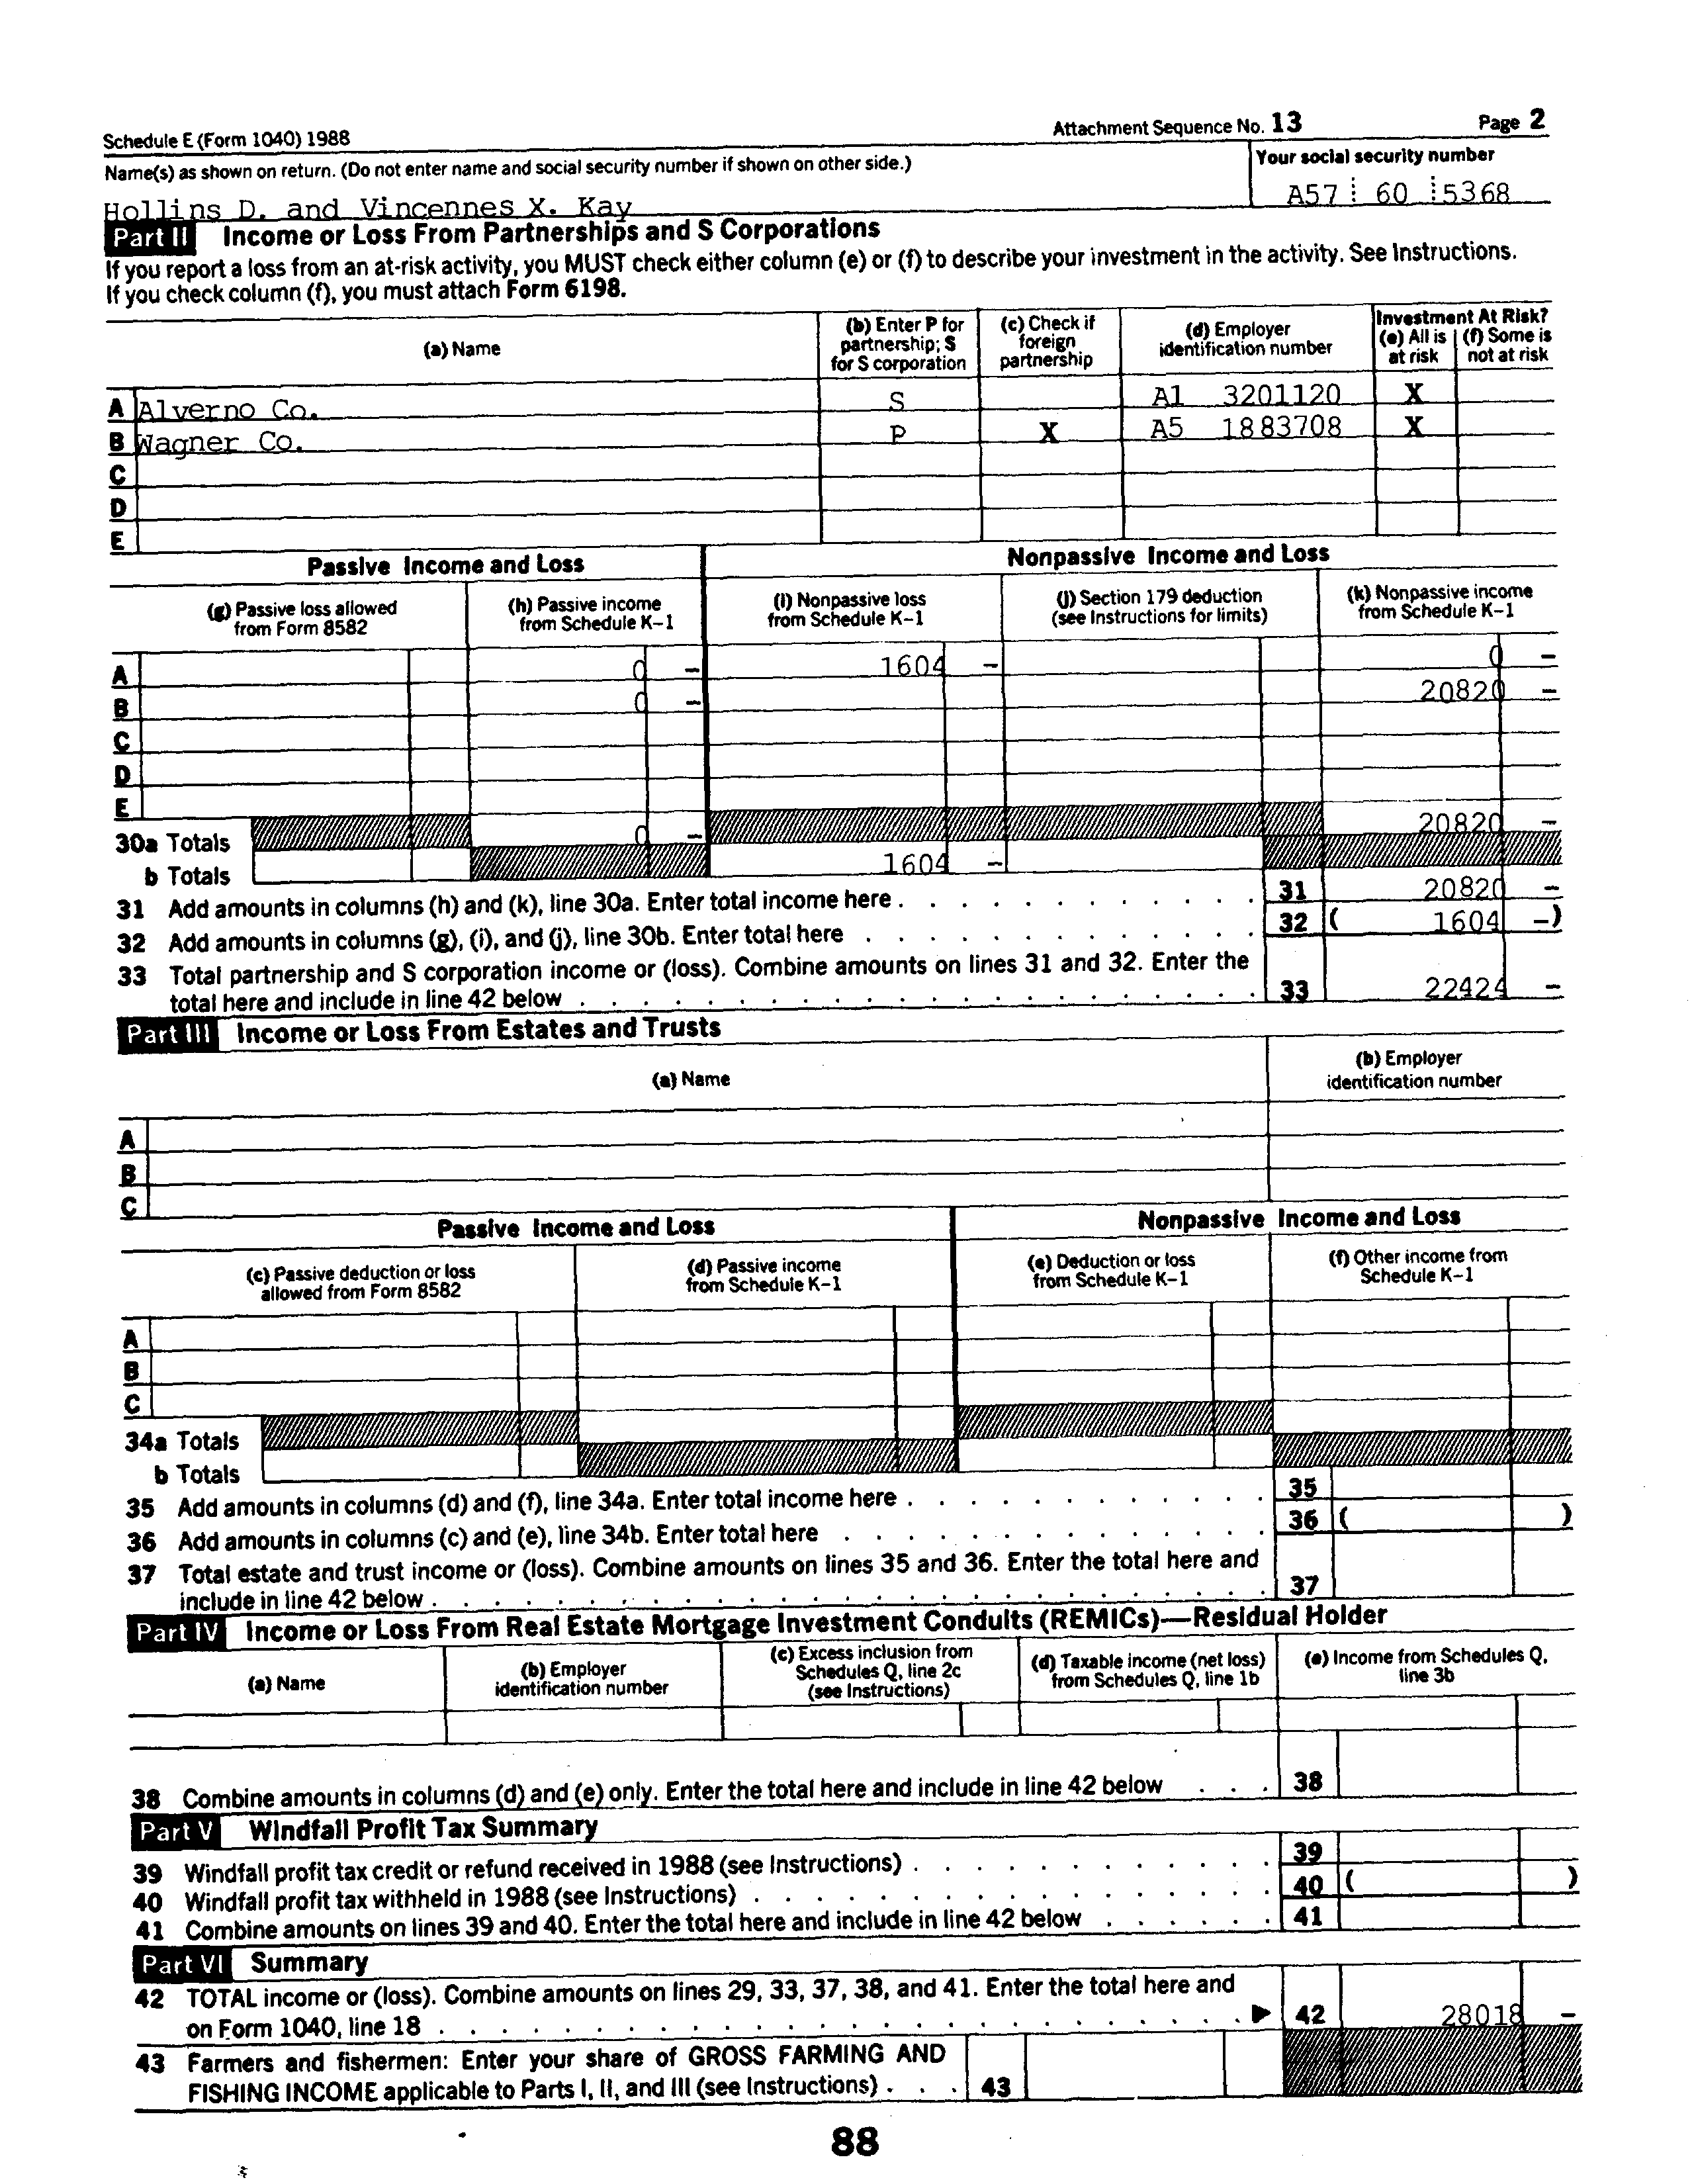 Schedule E (Form 1040) 1988 Attachment Sequence No. 13 Page 2
Name(s) as shown on return. (Do not enter name and social security number if shown on other side.) Your social security number
Hollins D. and Vincennes X. Kay A57 60 5368
Part II Income or Loss From Partnerships and S Corporations
If you report a loss from an at-risk activity, you MUST check either column (e) or (f) to describe your investment in the activity. See Instructions.
If you check column (f), you must attach Form 6198.
(a) Name
(b) Enter P for partnership; S for S corporation
(c) Check if foreign partnership
(d) Employer identification number
Investment At Risk?
(e) All is at risk
(f) Some is not at risk
A Alverno Co. S A1 3201120 X
B Wagner Co. P X A5 1883708 X
C
D
E
Passive Income and Loss Nonpassive Income and Loss
(g) Passive loss allowed from Form 8582
(h) Passive income from Schedule K–1
(i) Nonpassive loss from Schedule K–1
(j) Section 179 deduction (see Instructions for limits)
(k) Nonpassive income from Schedule K–1
A 0 – 1604 – 0 –
B 0 – 20820 –
C
D
E
30a Totals 0 – 20820 –
b Totals 1604 –
31 Add amounts in columns (h) and (k), line 30a. Enter total income here . . . 31 20820 –
32 Add amounts in columns (g), (i), and (j), line 30b. Enter total here . . . 32 ( 1604 –)
33 Total partnership and S corporation income or (loss). Combine amounts on lines 31 and 32. Enter the
total here and include in line 42 below . . . 33 22424 –
Part III Income or Loss From Estates and Trusts
(a) Name
(b) Employer identification number
A
B
C
Passive Income and Loss Nonpassive Income and Loss
(c) Passive deduction or loss allowed from Form 8582
(d) Passive income from Schedule K–1
(e) Deduction or loss from Schedule K–1
(f) Other income from Schedule K–1
A
B
C
34a Totals
b Totals
35 Add amounts in columns (d) and (f), line 34a. Enter total income here . . . 35
36 Add amounts in columns (c) and (e), line 34b. Enter total here . . . 36 ( )
37 Total estate and trust income or (loss). Combine amounts on lines 35 and 36. Enter the total here and
include in line 42 below . . . 37
Part IV Income or Loss From Real Estate Mortgage Investment Conduits (REMICs)—Residual Holder
(a) Name
(b) Employer identification number
(c) Excess inclusion from Schedules Q, line 2c (see Instructions)
(d) Taxable income (net loss) from Schedules Q, line 1b
(e) Income from Schedules Q, line 3b
38 Combine amounts in columns (d) and (e) only. Enter the total here and include in line 42 below . . . 38
Part V Windfall Profit Tax Summary
39 Windfall profit tax credit or refund received in 1988 (see Instructions) . . . 39
40 Windfall profit tax withheld in 1988 (see Instructions) . . . 40 ( )
41 Combine amounts on lines 39 and 40. Enter the total here and include in line 42 below . . . 41
Part VI Summary
42 TOTAL income or (loss). Combine amounts on lines 29, 33, 37, 38, and 41. Enter the total here and
on Form 1040, line 18 . . . ▶ 42 28018 –
43 Farmers and fishermen: Enter your share of GROSS FARMING AND
FISHING INCOME applicable to Parts I, II, and III (see Instructions) . . . 43
88